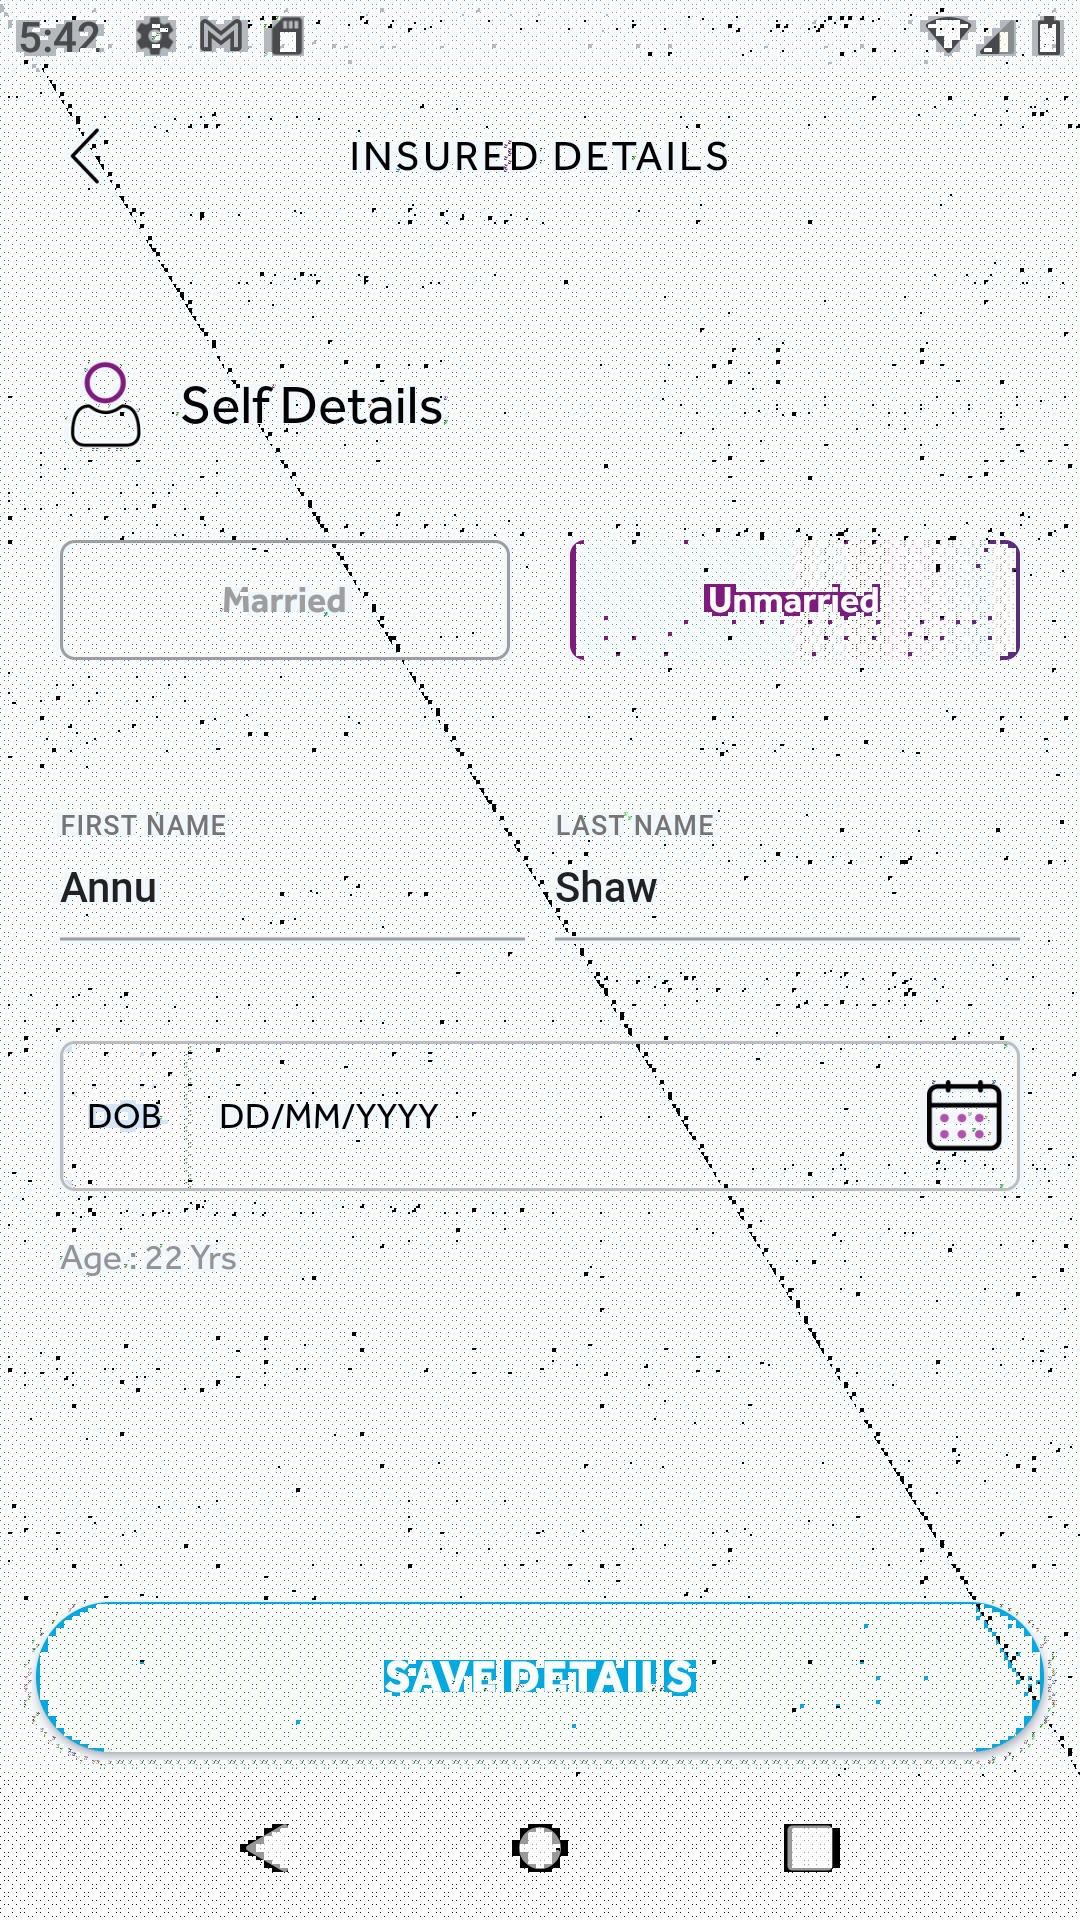 5:42
INSURED DETAILS
Self Details
Married
Unmarried
FIRST NAME
LAST NAME
Annu
Shaw
DOB
DD/MM/YYYY
Age : 22 Yrs
SAVE DETAILS